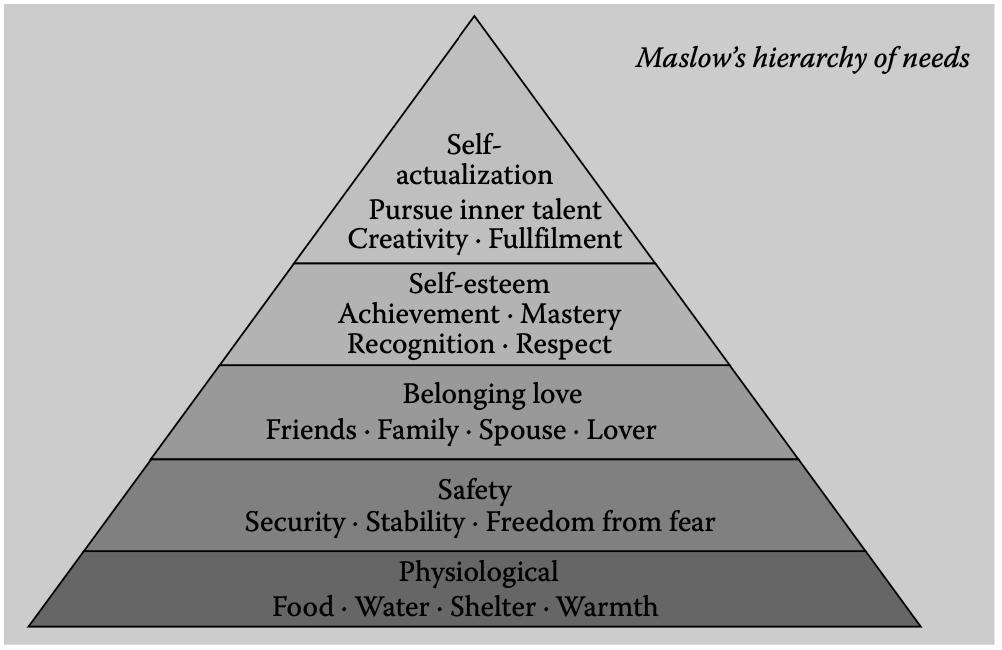 Maslow’s hierarchy of needs
Self-
actualization
Pursue inner talent
Creativity · Fullfilment
Self-esteem
Achievement · Mastery
Recognition · Respect
Belonging love
Friends · Family · Spouse · Lover
Safety
Security · Stability · Freedom from fear
Physiological
Food · Water · Shelter · Warmth